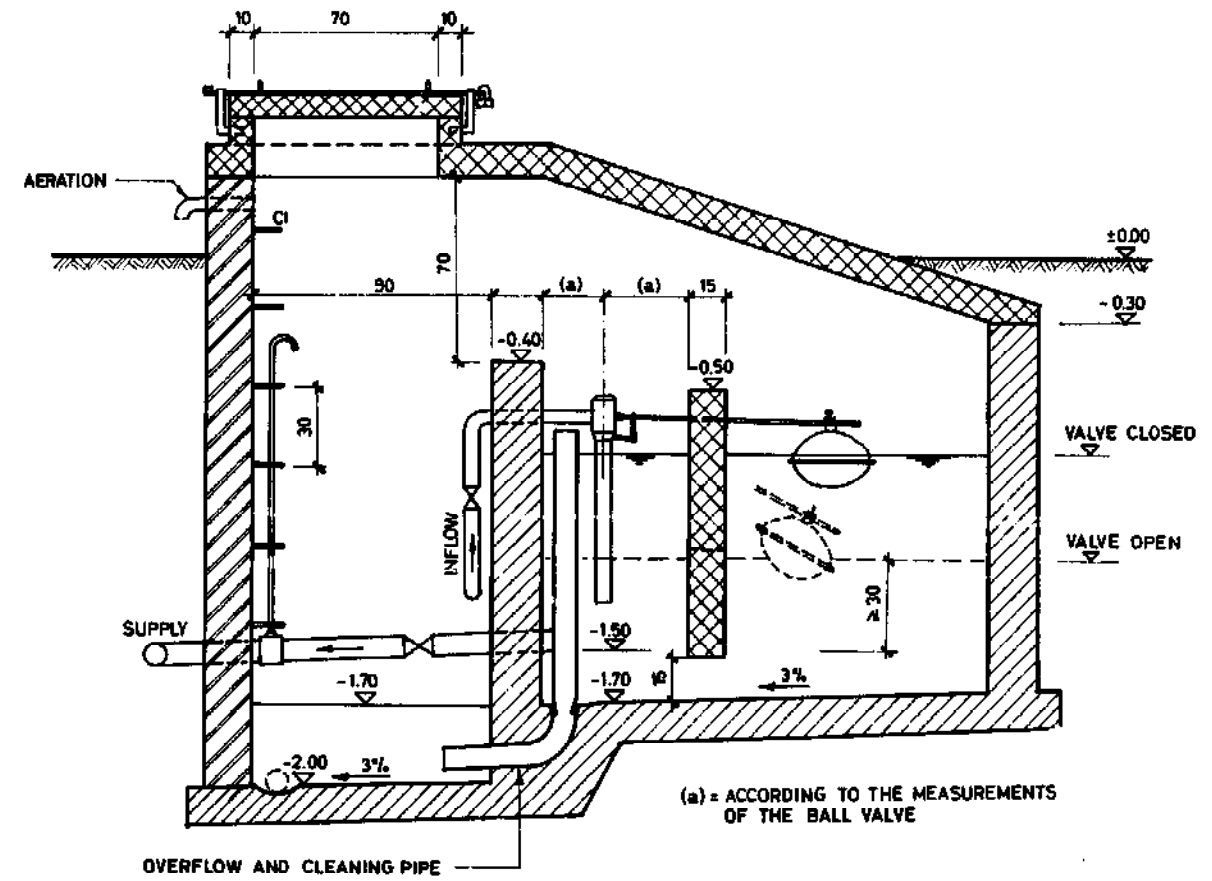 10 70 10
AERATION
C1
±0.00
70
90 (a) (a) 15
- 0.30
-0.40
-0.50
30
VALVE CLOSED
INFLOW
VALVE OPEN
≥ 30
SUPPLY
-1.50
15
-1.70
-1.70
3%
-2.00
3%
(a) = ACCORDING TO THE MEASUREMENTS
OF THE BALL VALVE
OVERFLOW AND CLEANING PIPE